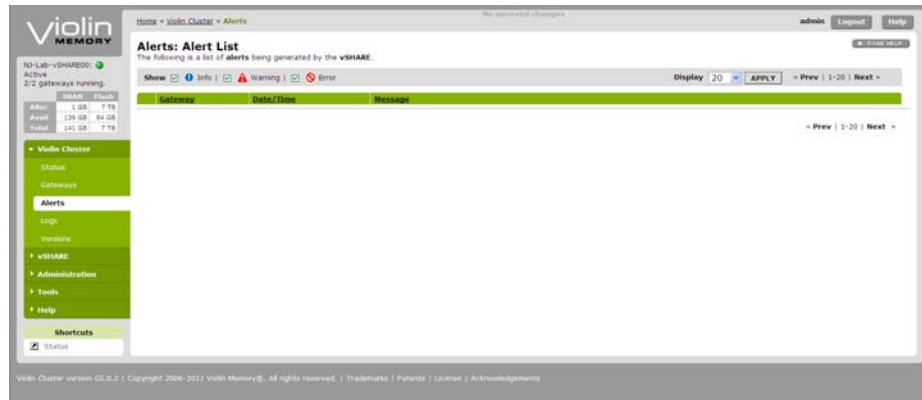 Violin
MEMORY
Home » Violin Cluster » Alerts
No unsaved changes
admin Logout Help
Alerts: Alert List
PAGE HELP
The following is a list of alerts being generated by the vSHARE.
NJ-Lab-vSHARE00:
Active
2/2 gateways running.
DRAM Flash
Alloc 1 GB 7 TB
Avail 139 GB 84 GB
Total 141 GB 7 TB
Show Info | Warning | Error
Display 20 APPLY « Prev | 1-20 | Next »
Gateway Date/Time Message
« Prev | 1-20 | Next »
Violin Cluster
Status
Gateways
Alerts
Logs
Versions
vSHARE
Administration
Tools
Help
Shortcuts
Status
Violin Cluster version G5.0.2 | Copyright 2006-2011 Violin Memory®. All rights reserved. | Trademarks | Patents | License | Acknowledgements